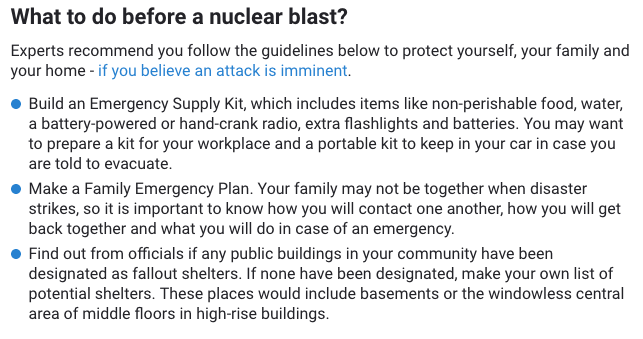 What to do before a nuclear blast?
Experts recommend you follow the guidelines below to protect yourself, your family and
your home - if you believe an attack is imminent.
Build an Emergency Supply Kit, which includes items like non-perishable food, water,
a battery-powered or hand-crank radio, extra flashlights and batteries. You may want
to prepare a kit for your workplace and a portable kit to keep in your car in case you
are told to evacuate.
Make a Family Emergency Plan. Your family may not be together when disaster
strikes, so it is important to know how you will contact one another, how you will get
back together and what you will do in case of an emergency.
Find out from officials if any public buildings in your community have been
designated as fallout shelters. If none have been designated, make your own list of
potential shelters. These places would include basements or the windowless central
area of middle floors in high-rise buildings.